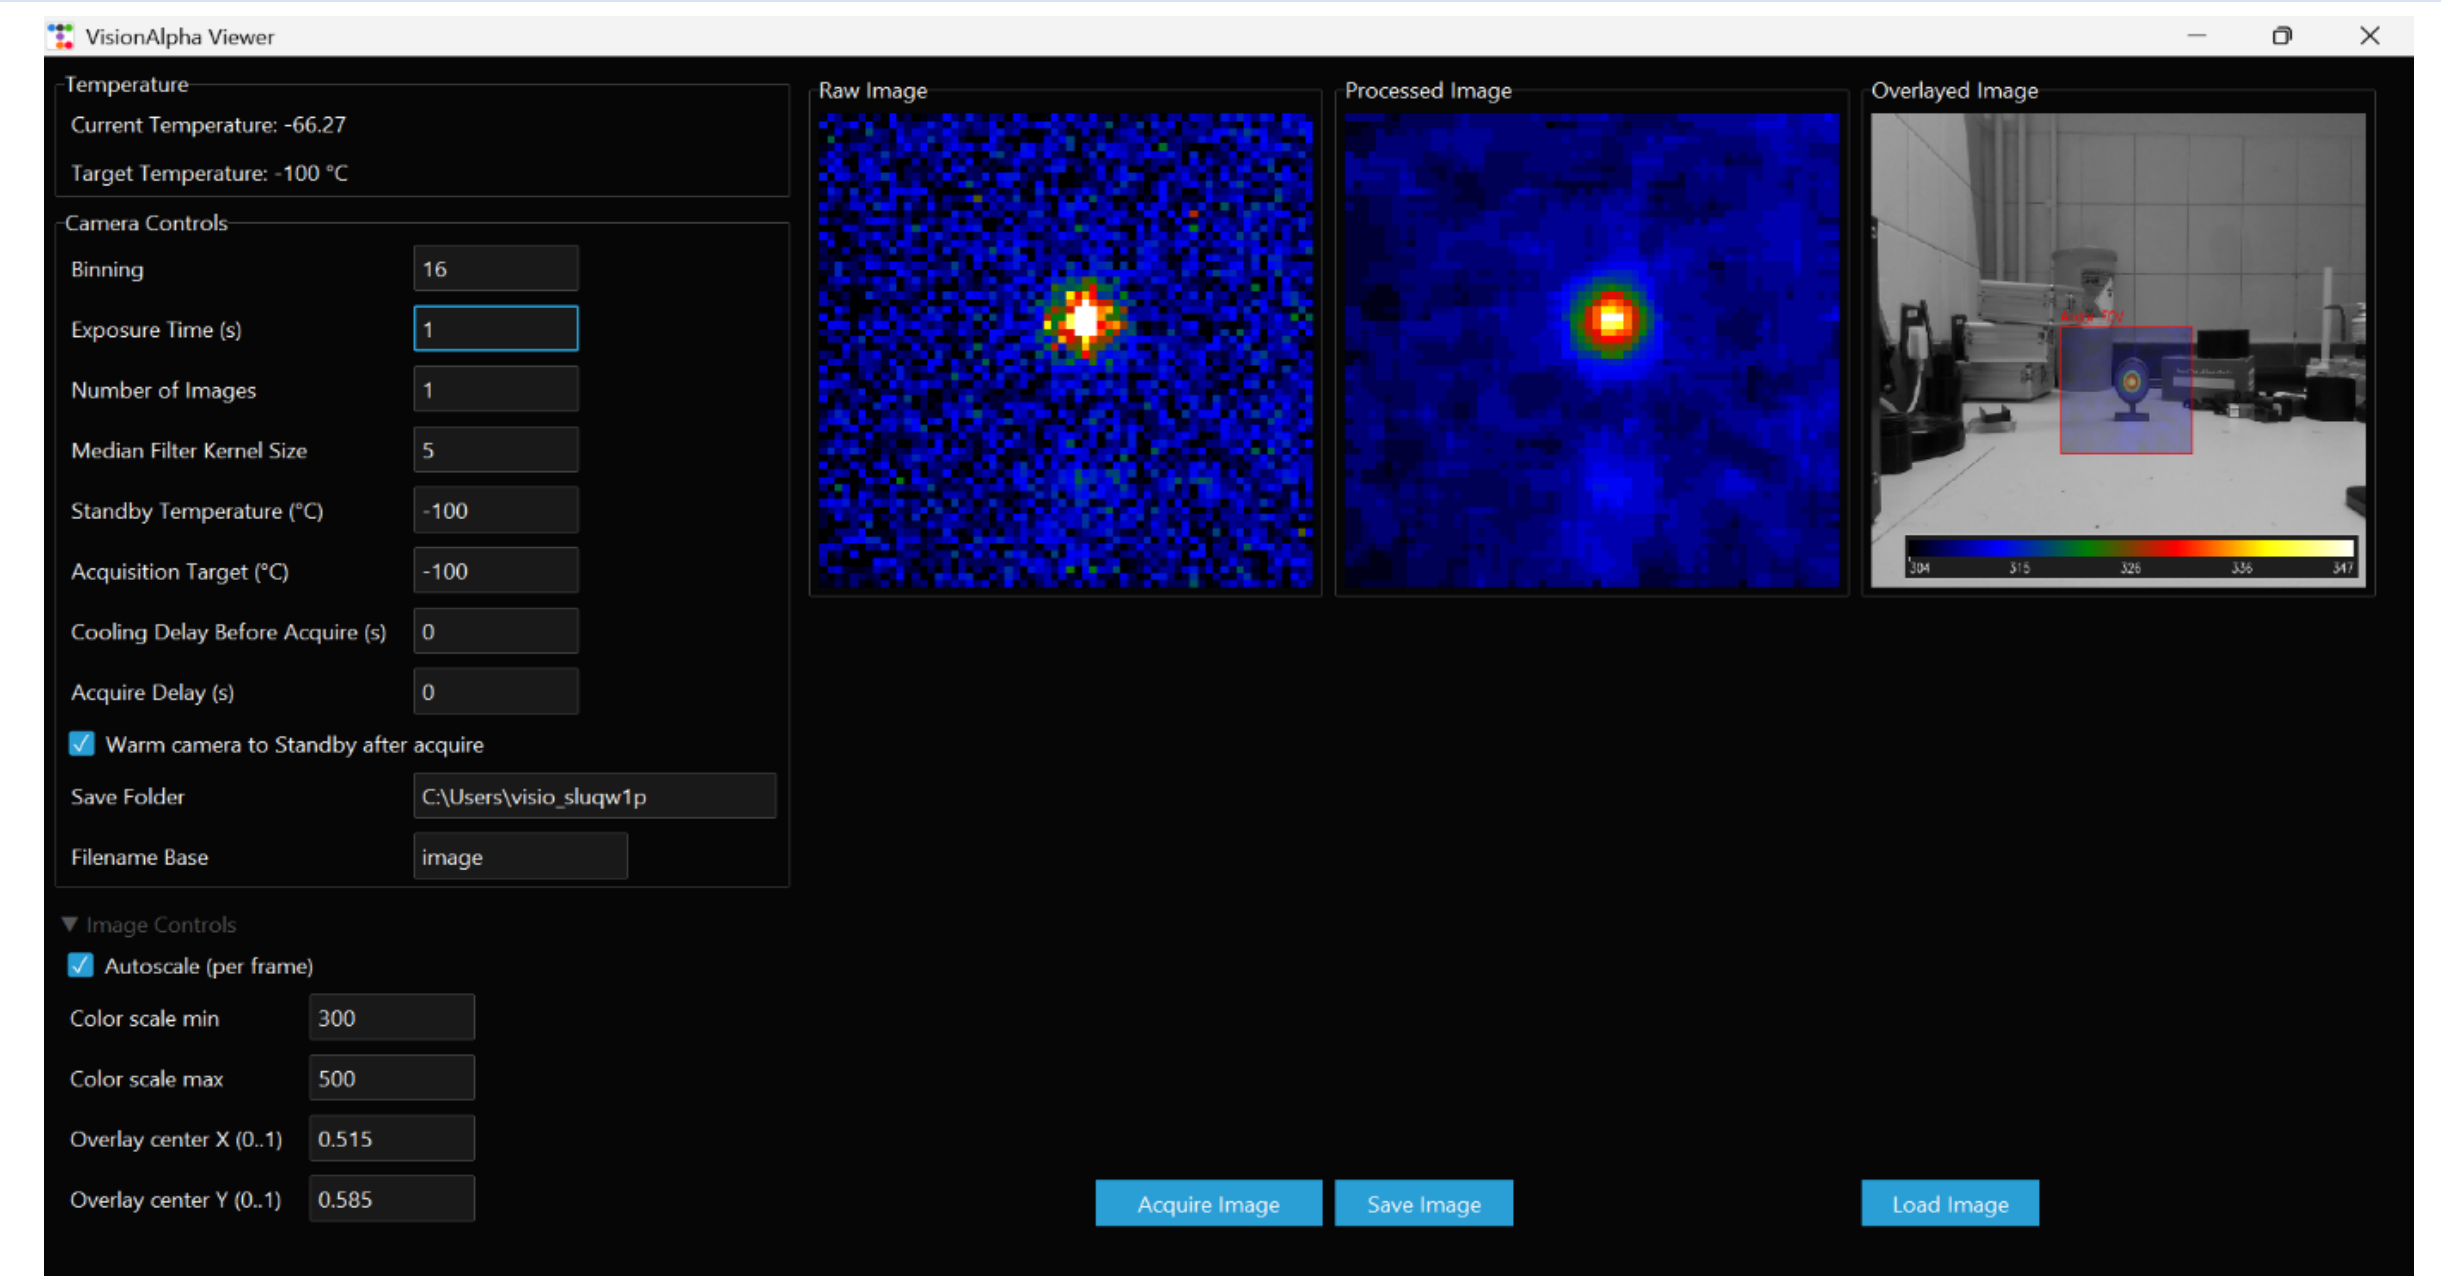 VisionAlpha Viewer
Temperature
Current Temperature: -66.27
Target Temperature: -100 °C
Camera Controls
Binning 16
Exposure Time (s) 1
Number of Images 1
Median Filter Kernel Size 5
Standby Temperature (°C) -100
Acquisition Target (°C) -100
Cooling Delay Before Acquire (s) 0
Acquire Delay (s) 0
Warm camera to Standby after acquire
Save Folder C:\Users\visio_sluqw1p
Filename Base image
Image Controls
Autoscale (per frame)
Color scale min 300
Color scale max 500
Overlay center X (0..1) 0.515
Overlay center Y (0..1) 0.585
Raw Image
Processed Image
Overlayed Image
304 315 326 336 347
Acquire Image
Save Image
Load Image